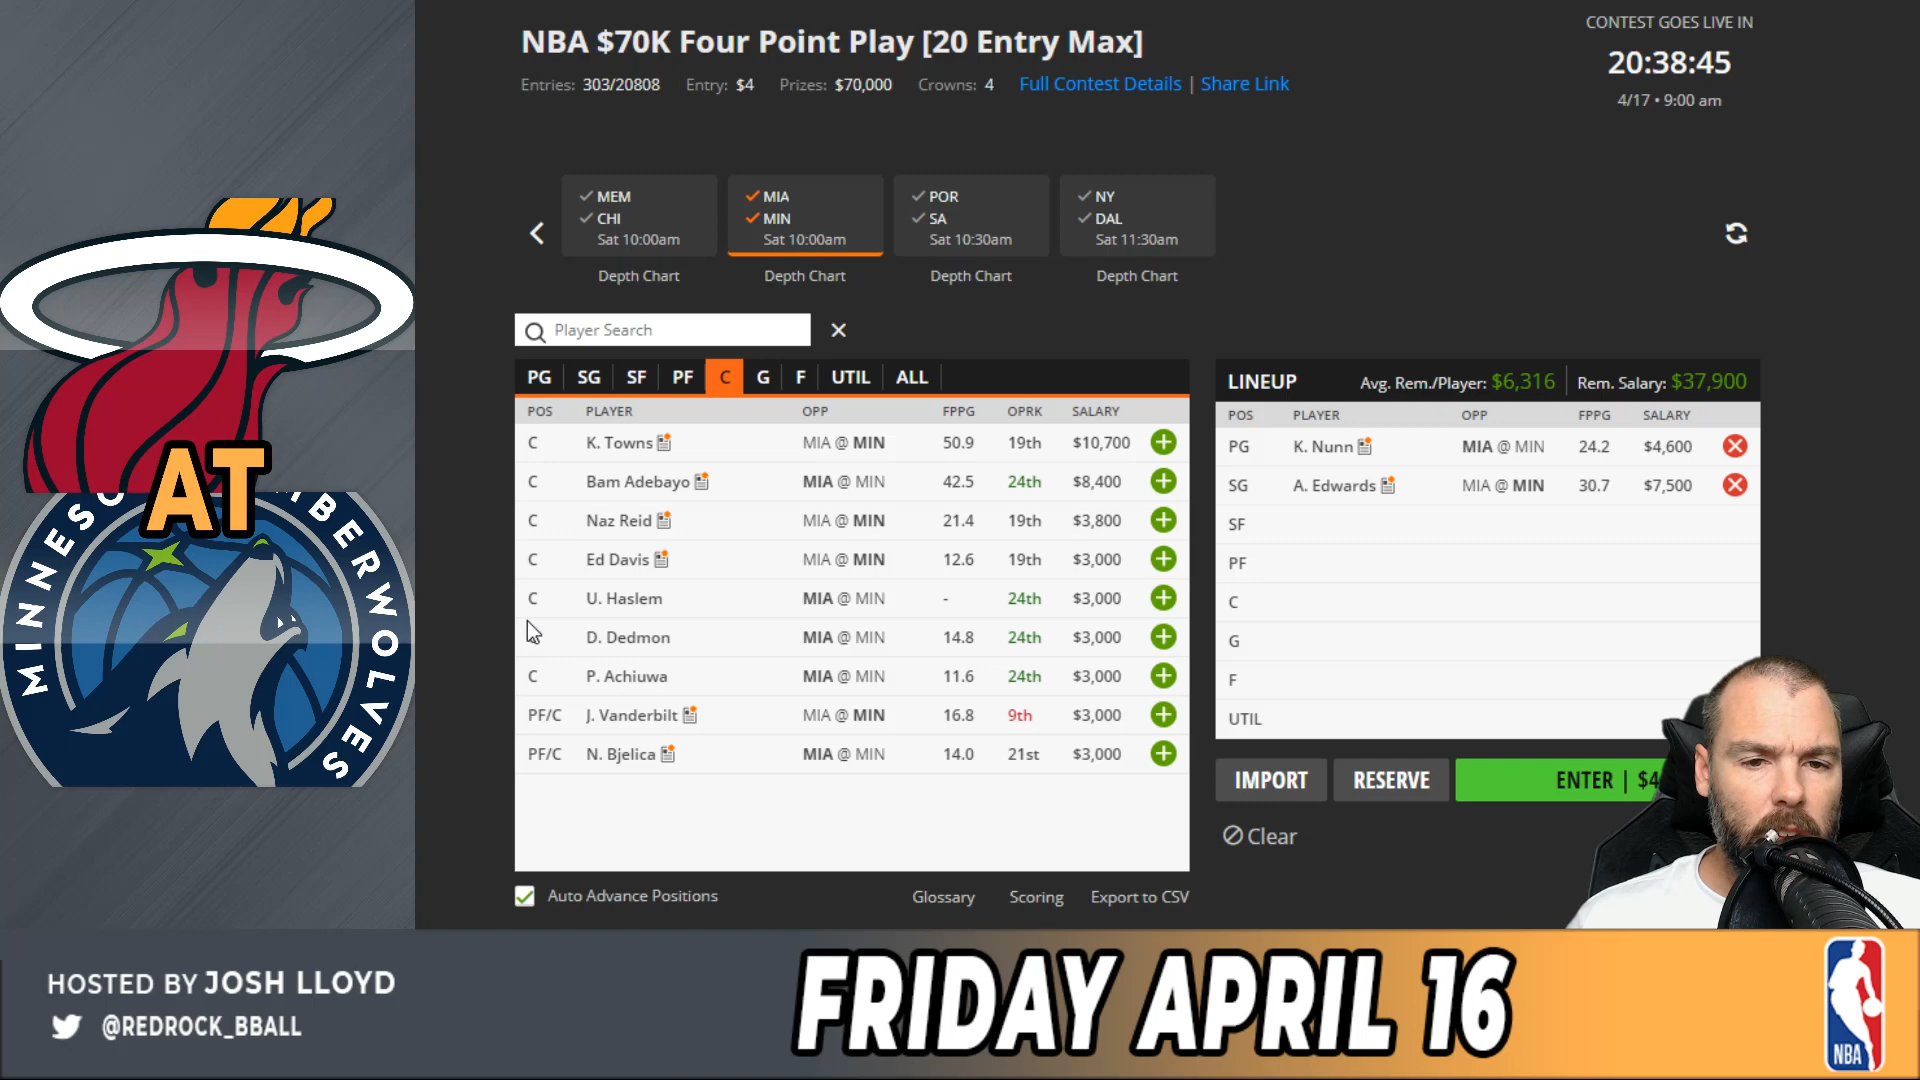 NBA $70K Four Point Play [20 Entry Max]
Entries: 303/20808 Entry: $4 Prizes: $70,000 Crowns: 4 Full Contest Details | Share Link
CONTEST GOES LIVE IN
20:38:45
4/17 • 9:00 am
MEM
CHI
Sat 10:00am
Depth Chart
MIA
MIN
Sat 10:00am
Depth Chart
POR
SA
Sat 10:30am
Depth Chart
NY
DAL
Sat 11:30am
Depth Chart
Player Search
PG SG SF PF C G F UTIL ALL
POS PLAYER OPP FPPG OPRK SALARY
C K. Towns MIA @ MIN 50.9 19th $10,700
C Bam Adebayo MIA @ MIN 42.5 24th $8,400
C Naz Reid MIA @ MIN 21.4 19th $3,800
C Ed Davis MIA @ MIN 12.6 19th $3,000
C U. Haslem MIA @ MIN - 24th $3,000
D. Dedmon MIA @ MIN 14.8 24th $3,000
C P. Achiuwa MIA @ MIN 11.6 24th $3,000
PF/C J. Vanderbilt MIA @ MIN 16.8 9th $3,000
PF/C N. Bjelica MIA @ MIN 14.0 21st $3,000
Auto Advance Positions Glossary Scoring Export to CSV
LINEUP Avg. Rem./Player: $6,316 Rem. Salary: $37,900
POS PLAYER OPP FPPG SALARY
PG K. Nunn MIA @ MIN 24.2 $4,600
SG A. Edwards MIA @ MIN 30.7 $7,500
SF
PF
C
G
F
UTIL
IMPORT RESERVE ENTER | $4
Clear
AT
TIMBERWOLVES
HOSTED BY JOSH LLOYD
@REDROCK_BBALL
FRIDAY APRIL 16
NBA